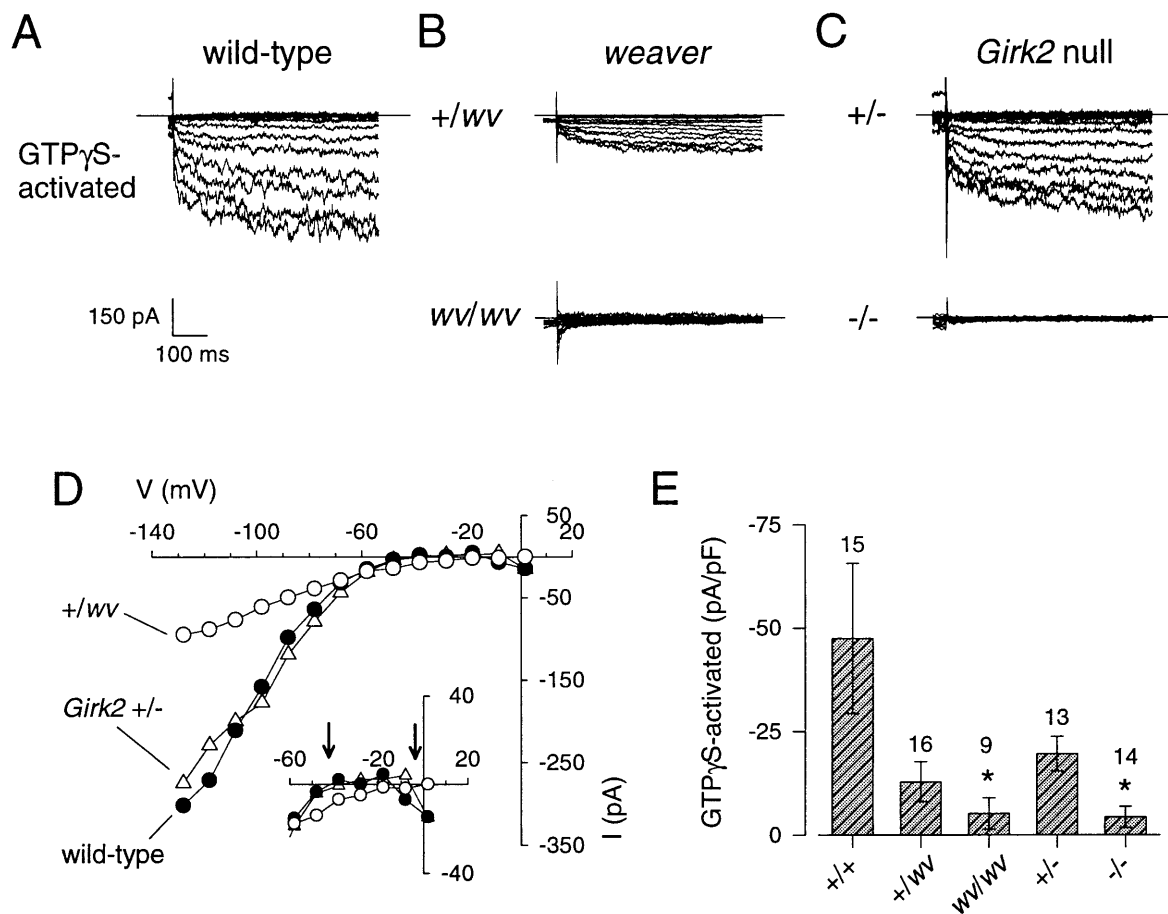 A
wild-type
GTPγS-
activated
150 pA
100 ms
B
weaver
+/wv
wv/wv
C
Girk2 null
+/-
-/-
D
V (mV)
-140 -100 -60 -20 20
50
-50
-150
-250
-350
I (pA)
+/wv
Girk2 +/-
wild-type
40
-60 -20 20
-40
E
GTPγS-activated (pA/pF)
-75
-50
-25
0
15
16
9
*
13
14
*
+/+ +/wv wv/wv +/- -/-